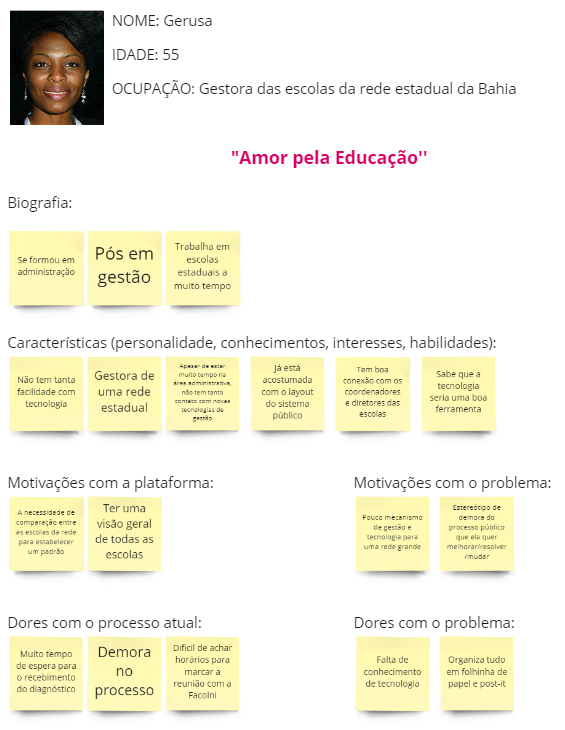 NOME: Gerusa
IDADE: 55
OCUPAÇÃO: Gestora das escolas da rede estadual da Bahia
"Amor pela Educação''
Biografia:
Se formou em
administração
Pós em
gestão
Trabalha em
escolas
estaduais a
muito tempo
Características (personalidade, conhecimentos, interesses, habilidades):
Não tem tanta
facilidade com
tecnologia
Gestora de
uma rede
estadual
Apesar de estar
muito tempo na
área administrativa,
não tem tanto
contato com novas
tecnologias de
gestão
Já está
acostumada
com o layout
do sistema
público
Tem boa
conexão com os
coordenadores
e diretores das
escolas
Sabe que a
tecnologia
seria uma boa
ferramenta
Motivações com a plataforma:
A necessidade de
comparação entre
as escolas da rede
para estabelecer
um padrão
Ter uma
visão geral
de todas as
escolas
Motivações com o problema:
Pouco mecanismo
de gestão e
tecnologia para
uma rede grande
Estereótipo de
demora do
processo público
que ela quer
melhorar/resolver
/mudar
Dores com o processo atual:
Muito tempo
de espera para
o recebimento
do diagnóstico
Demora
no
processo
Dificil de achar
horários para
marcar a
reunião com a
Facolni
Dores com o problema:
Falta de
conhecimento
de tecnologia
Organiza tudo
em folhinha de
papel e post-it